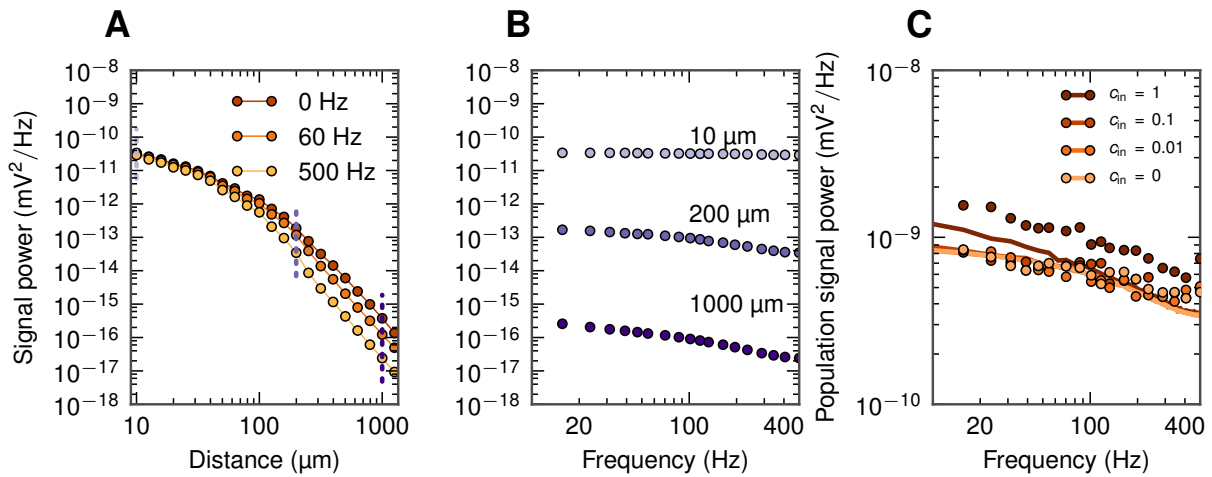 A
B
C
Signal power (mV²/Hz)
10⁻⁸
10⁻⁹
10⁻¹⁰
10⁻¹¹
10⁻¹²
10⁻¹³
10⁻¹⁴
10⁻¹⁵
10⁻¹⁶
10⁻¹⁷
10⁻¹⁸
0 Hz
60 Hz
500 Hz
10 100 1000
Distance (μm)
10⁻⁸
10⁻⁹
10⁻¹⁰
10⁻¹¹
10⁻¹²
10⁻¹³
10⁻¹⁴
10⁻¹⁵
10⁻¹⁶
10⁻¹⁷
10⁻¹⁸
10 μm
200 μm
1000 μm
20 100 400
Frequency (Hz)
Population signal power (mV²/Hz)
10⁻⁸
10⁻⁹
10⁻¹⁰
c_in = 1
c_in = 0.1
c_in = 0.01
c_in = 0
20 100 400
Frequency (Hz)